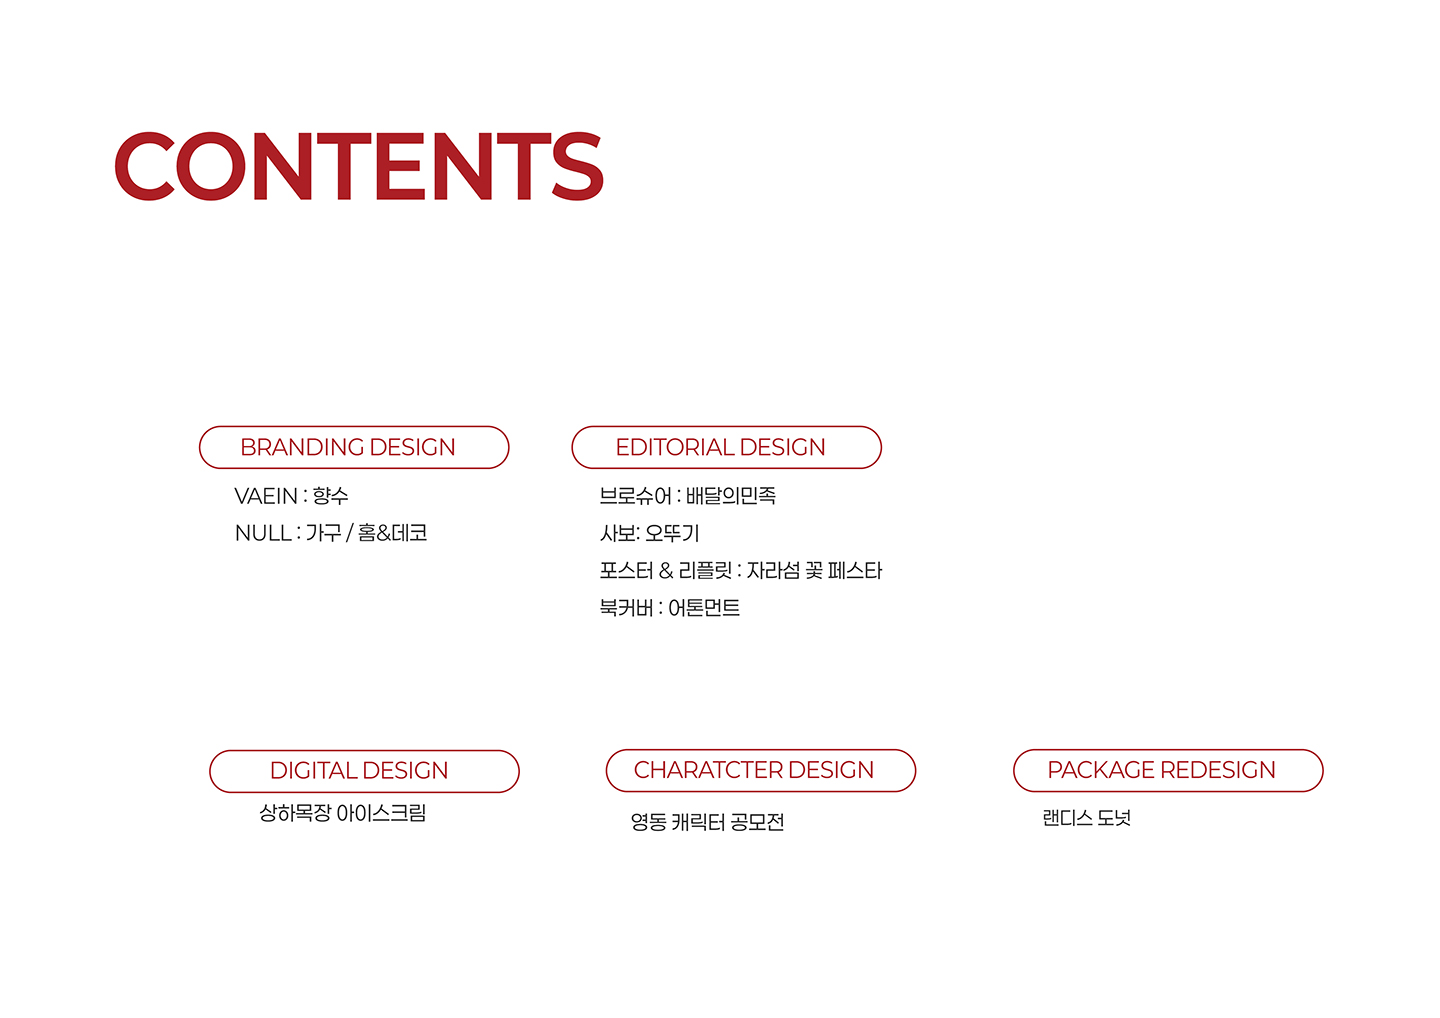 CONTENTS
BRANDING DESIGN
VAEIN : 향수
NULL : 가구 / 홈&데코
EDITORIAL DESIGN
브로슈어 : 배달의민족
사보: 오뚜기
포스터 & 리플릿 : 자라섬 꽃 페스타
북커버 : 어톤먼트
DIGITAL DESIGN
상하목장 아이스크림
CHARATCTER DESIGN
영동 캐릭터 공모전
PACKAGE REDESIGN
랜디스 도넛